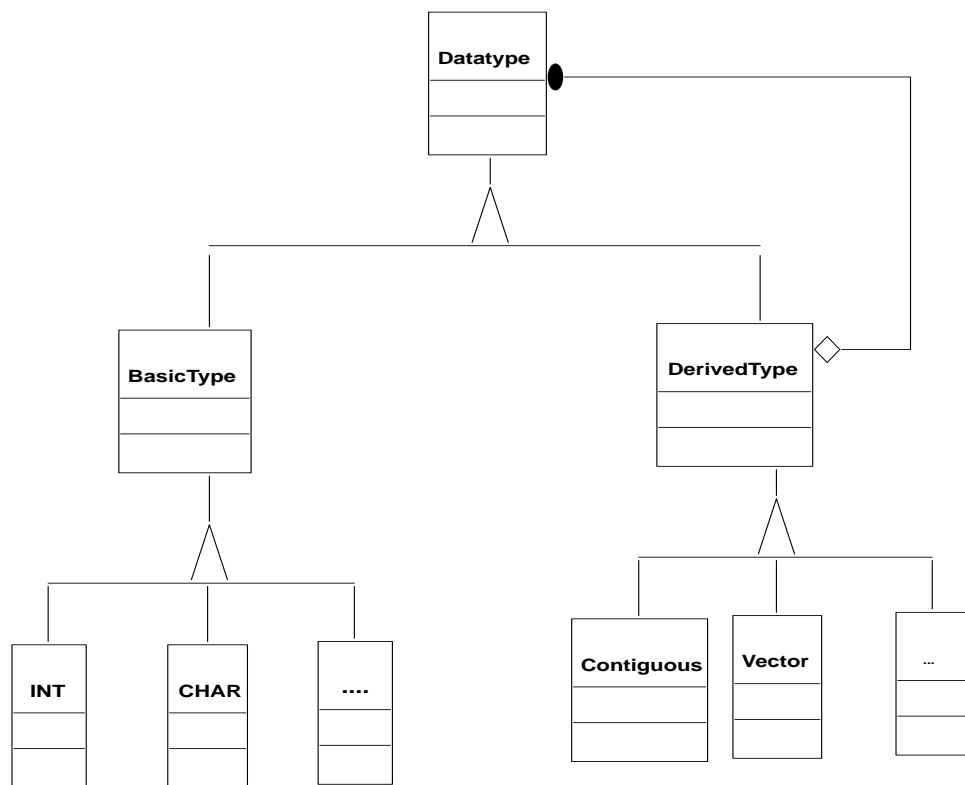 Datatype
BasicType
DerivedType
INT
CHAR
....
Contiguous
Vector
...